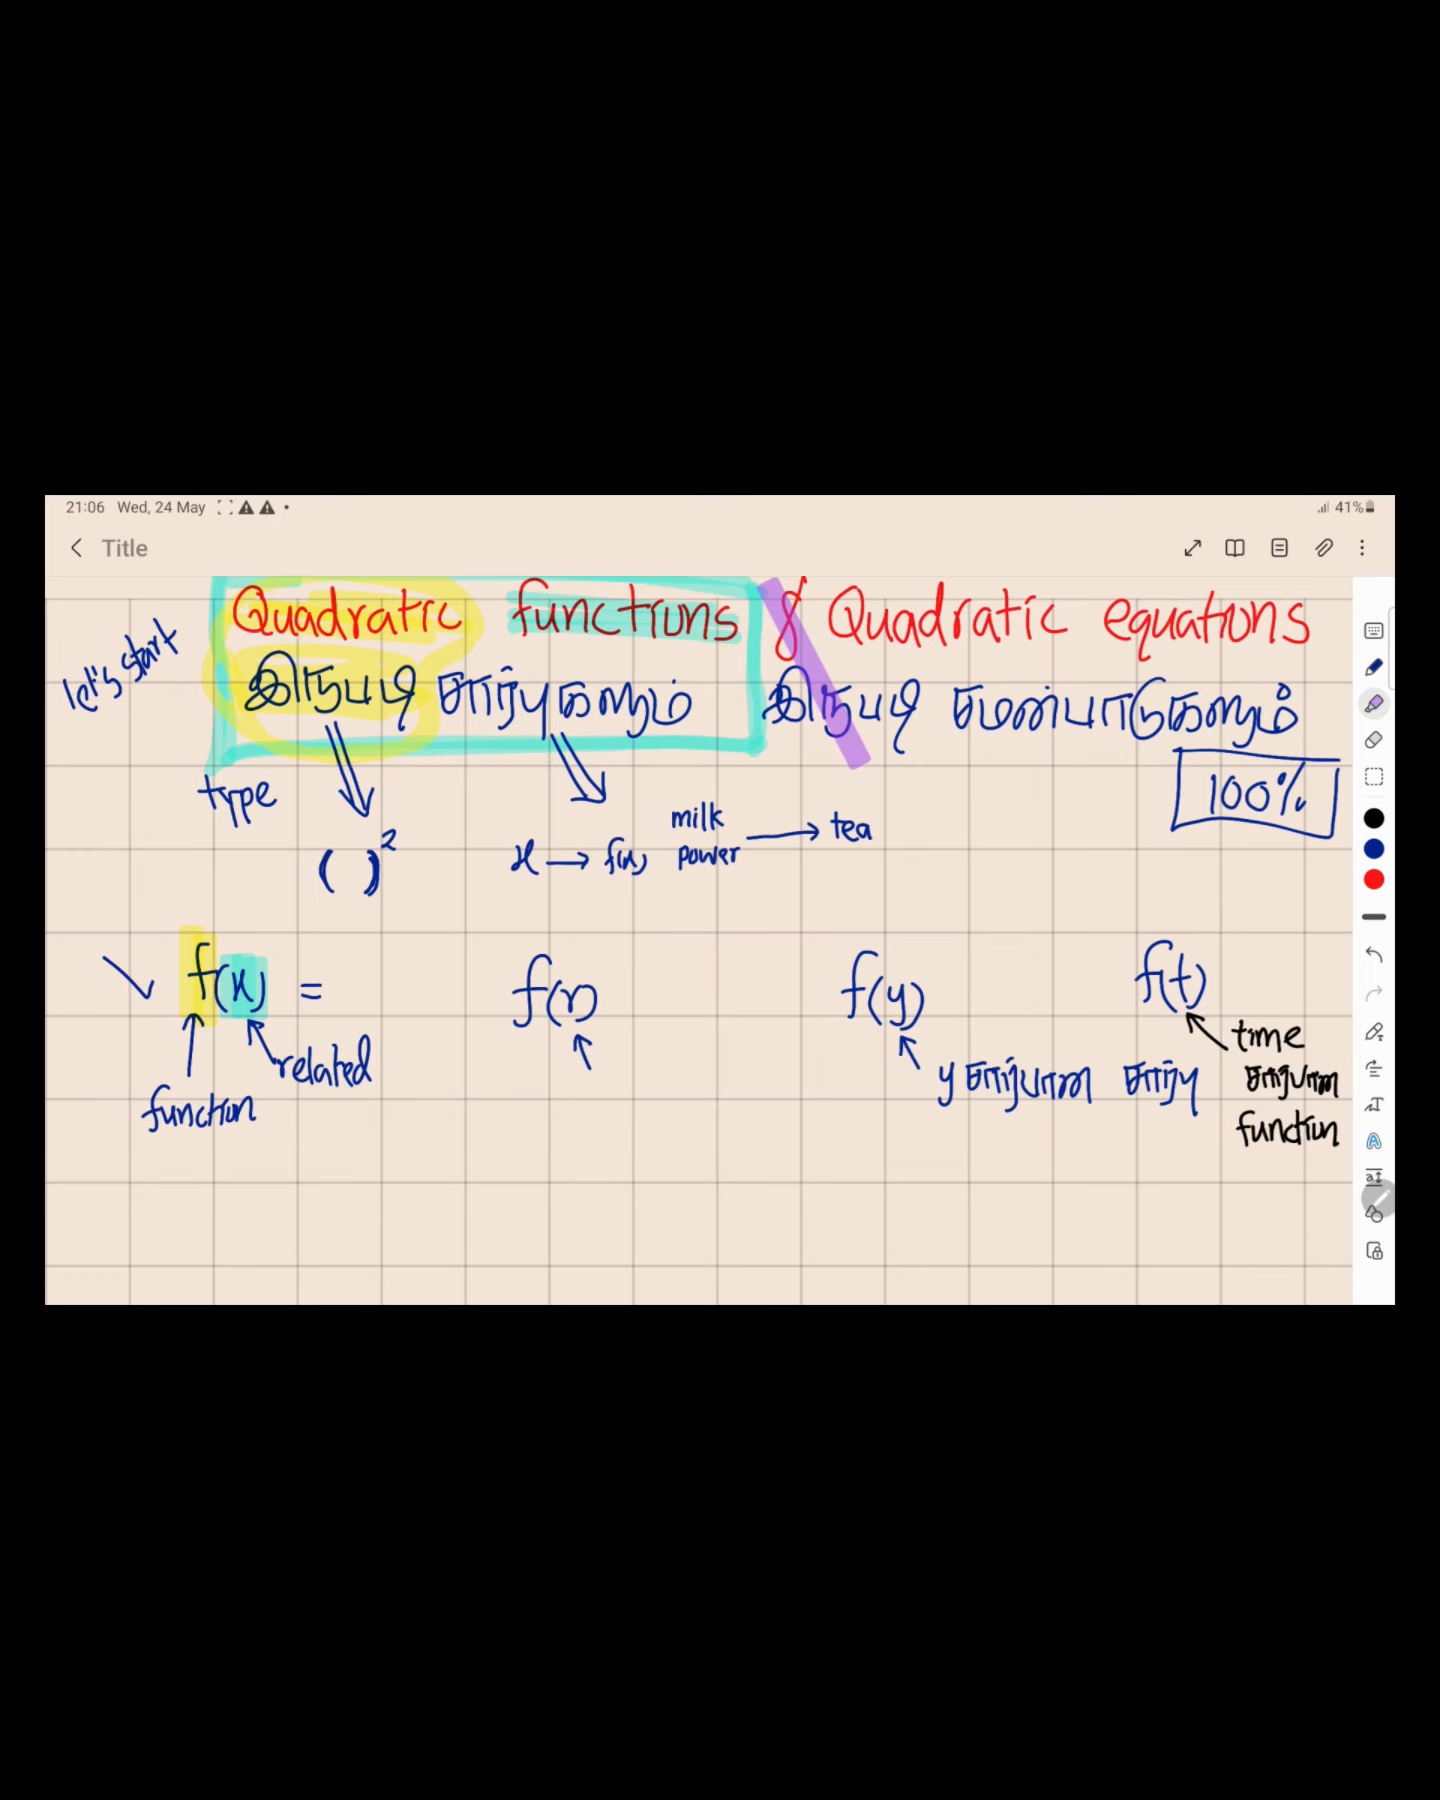 21:06 Wed, 24 May
41%
Title
Quadratic functions & Quadratic equations
let's start
இருபடி சார்புகளும் இருபடி சமன்பாடுகளும்
type
100%
( )²
x → f(x)
milk
power → tea
f(x) =
f(r)
f(y)
f(t)
function
related
y சார்பான சார்பு
time
சார்பான
function